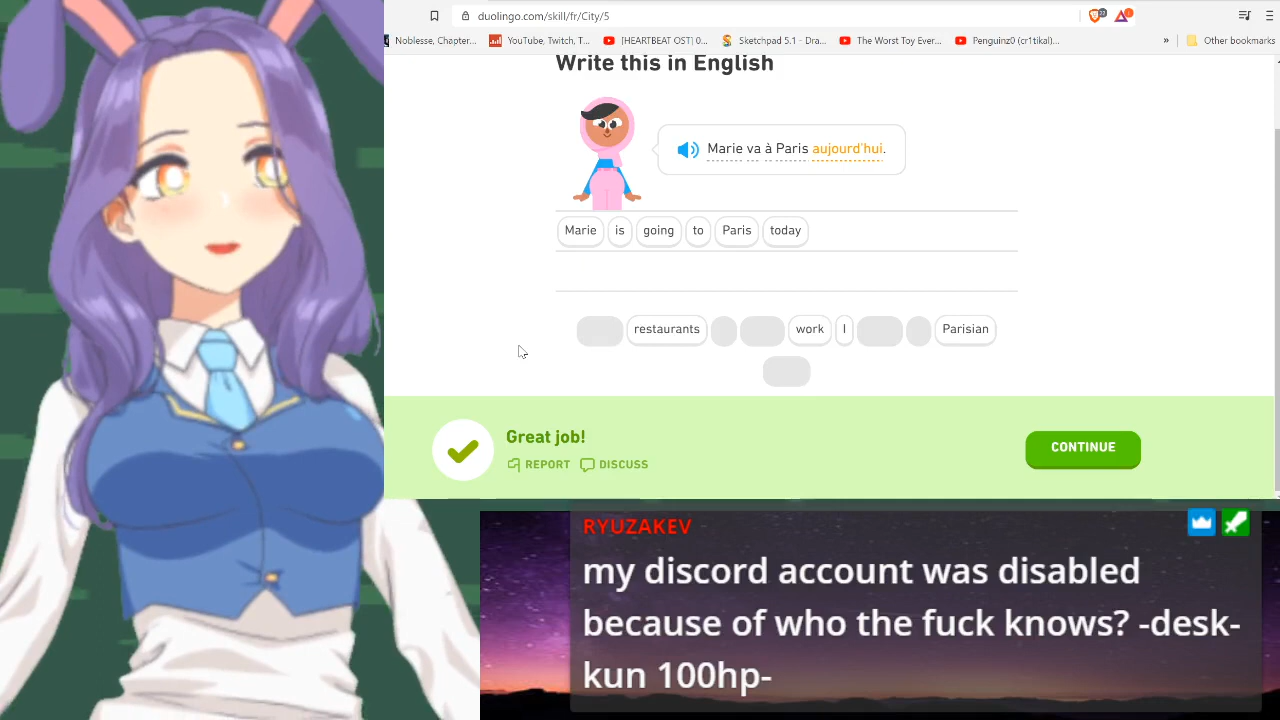 duolingo.com/skill/fr/City/5
Noblesse, Chapter...
YouTube, Twitch, T...
[HEARTBEAT OST] 0...
Sketchpad 5.1 - Dra...
The Worst Toy Ever...
Penguinz0 (cr1tikal)...
»
Other bookmarks
Write this in English
Marie va à Paris aujourd'hui.
Marie is going to Paris today
restaurants work I Parisian
Great job!
REPORT DISCUSS
CONTINUE
RYUZAKEV
my discord account was disabled
because of who the fuck knows? -desk-
kun 100hp-